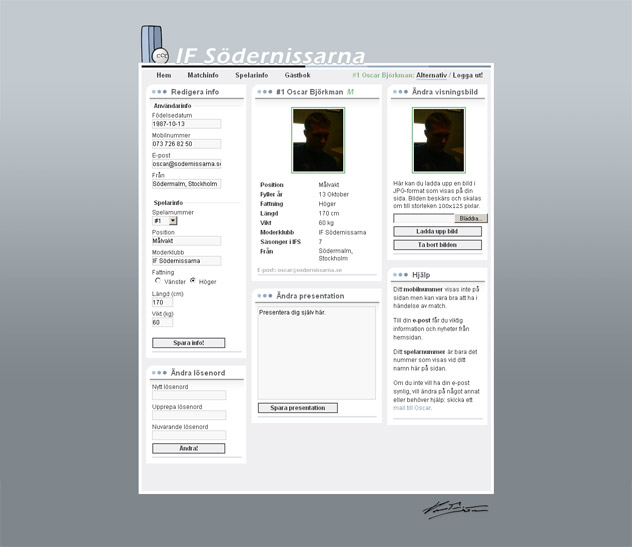 IF Södernissarna
Hem Matchinfo Spelarinfo Gästbok
#1 Oscar Björkman: Alternativ / Logga ut!
Redigera info
Användarinfo
Födelsedatum
1987-10-13
Mobilnummer
073 726 82 50
E-post
oscar@sodernissarna.se
Från
Södermalm, Stockholm
Spelarinfo
Spelarnummer
#1
Position
Målvakt
Moderklubb
IF Södernissarna
Fattning
Vänster Höger
Längd (cm)
170
Vikt (kg)
60
Spara info!
Ändra lösenord
Nytt lösenord
Upprepa lösenord
Nuvarande lösenord
Ändra!
#1 Oscar Björkman M
Position Målvakt
Fyller år 13 Oktober
Fattning Höger
Längd 170 cm
Vikt 60 kg
Moderklubb IF Södernissarna
Säsonger i IFS 7
Från Södermalm,
Stockholm
E-post: oscar@sodernissarna.se
Ändra presentation
Presentera dig själv här.
Spara presentation
Ändra visningsbild
Här kan du ladda upp en bild i
JPG-format som visas på din
sida. Bilden beskärs och skalas
om till storleken 100x125 pixlar.
Bläddra...
Ladda upp bild
Ta bort bilden
Hjälp
Ditt mobilnummer visas inte på
sidan men kan vara bra att ha i
händelse av match.
Till din e-post får du viktig
information och nyheter från
hemsidan.
Ditt spelarnummer är bara det
nummer som visas vid ditt
namn här på sidan.
Om du inte vill ha din e-post
synlig, vill ändra på något annat
eller behöver hjälp: skicka ett
mail till Oscar.